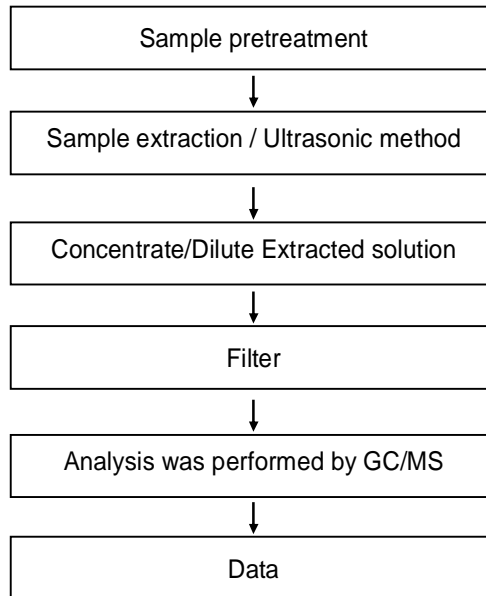 Sample pretreatment
Sample extraction / Ultrasonic method
Concentrate/Dilute Extracted solution
Filter
Analysis was performed by GC/MS
Data